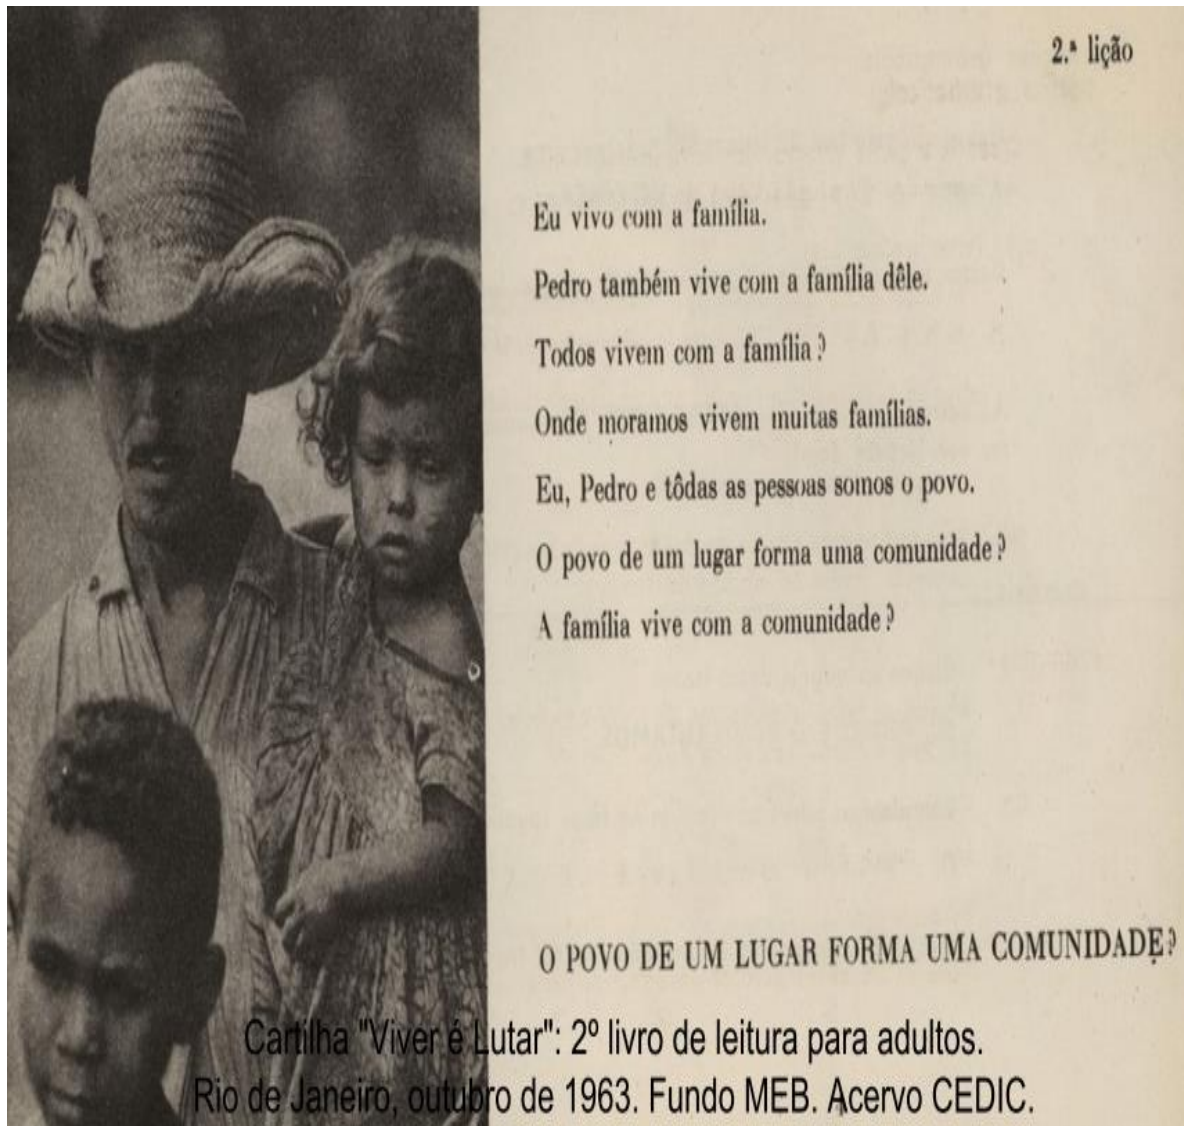 2.ª lição
Eu vivo com a família.
Pedro também vive com a família dêle.
Todos vivem com a família?
Onde moramos vivem muitas famílias.
Eu, Pedro e tôdas as pessoas somos o povo.
O povo de um lugar forma uma comunidade?
A família vive com a comunidade?
O POVO DE UM LUGAR FORMA UMA COMUNIDADE?
Cartilha "Viver é Lutar": 2º livro de leitura para adultos.
Rio de Janeiro, outubro de 1963. Fundo MEB. Acervo CEDIC.